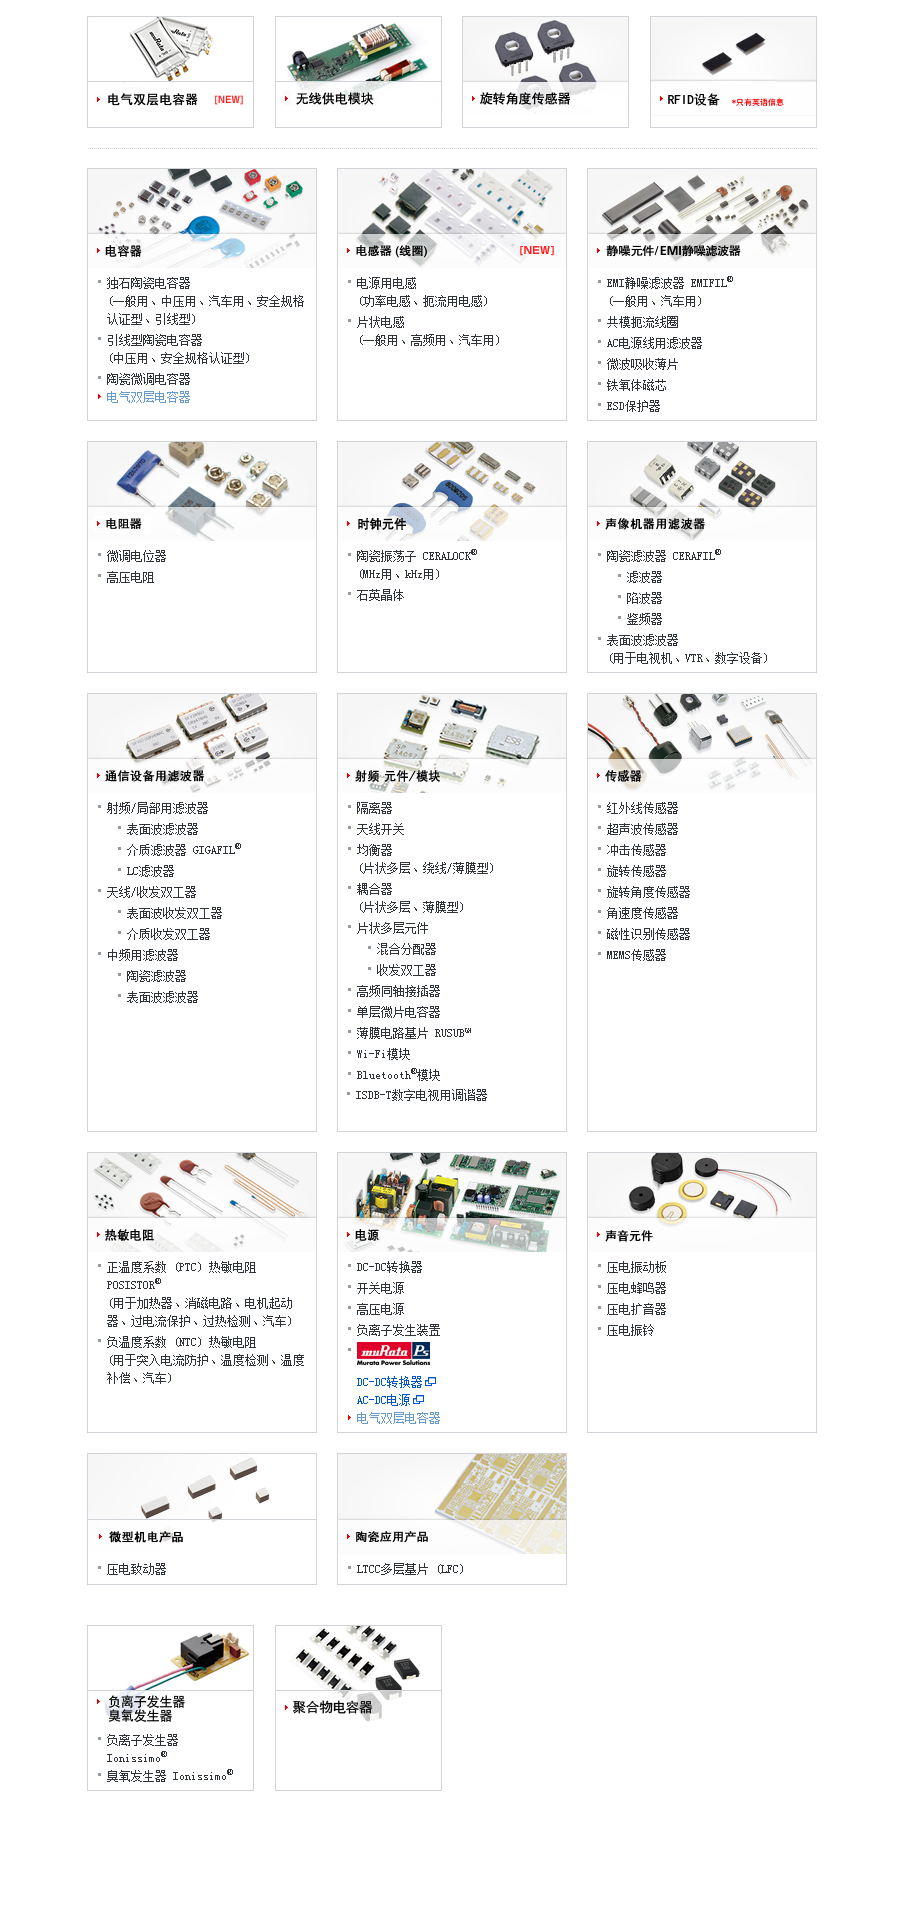 电气双层电容器 [NEW]
无线供电模块
旋转角度传感器
RFID设备 *只有英语信息
电容器
独石陶瓷电容器
(一般用、中压用、汽车用、安全规格
认证型、引线型)
引线型陶瓷电容器
(中压用、安全规格认证型)
陶瓷微调电容器
电气双层电容器
电感器 (线圈) [NEW]
电源用电感
(功率电感、扼流用电感)
片状电感
(一般用、高频用、汽车用)
静噪元件/EMI静噪滤波器
EMI静噪滤波器 EMIFIL®
(一般用、汽车用)
共模扼流线圈
AC电源线用滤波器
微波吸收薄片
铁氧体磁芯
ESD保护器
电阻器
微调电位器
高压电阻
时钟元件
陶瓷振荡子 CERALOCK®
(MHz用、kHz用)
石英晶体
声像机器用滤波器
陶瓷滤波器 CERAFIL®
滤波器
陷波器
鉴频器
表面波滤波器
(用于电视机、VTR、数字设备)
通信设备用滤波器
射频/局部用滤波器
表面波滤波器
介质滤波器 GIGAFIL®
LC滤波器
天线/收发双工器
表面波收发双工器
介质收发双工器
中频用滤波器
陶瓷滤波器
表面波滤波器
射频 元件/模块
隔离器
天线开关
均衡器
(片状多层、绕线/薄膜型)
耦合器
(片状多层、薄膜型)
片状多层元件
混合分配器
收发双工器
高频同轴接插器
单层微片电容器
薄膜电路基片 RUSUB℠
Wi-Fi模块
Bluetooth®模块
ISDB-T数字电视用调谐器
传感器
红外线传感器
超声波传感器
冲击传感器
旋转传感器
旋转角度传感器
角速度传感器
磁性识别传感器
MEMS传感器
热敏电阻
正温度系数 (PTC) 热敏电阻
POSISTOR®
(用于加热器、消磁电路、电机起动
器、过电流保护、过热检测、汽车)
负温度系数 (NTC) 热敏电阻
(用于突入电流防护、温度检测、温度
补偿、汽车)
电源
DC-DC转换器
开关电源
高压电源
负离子发生装置
muRata Ps
Murata Power Solutions
DC-DC转换器
AC-DC电源
电气双层电容器
声音元件
压电振动板
压电蜂鸣器
压电扩音器
压电振铃
微型机电产品
压电致动器
陶瓷应用产品
LTCC多层基片 (LFC)
负离子发生器
臭氧发生器
负离子发生器
Ionissimo®
臭氧发生器 Ionissimo®
聚合物电容器